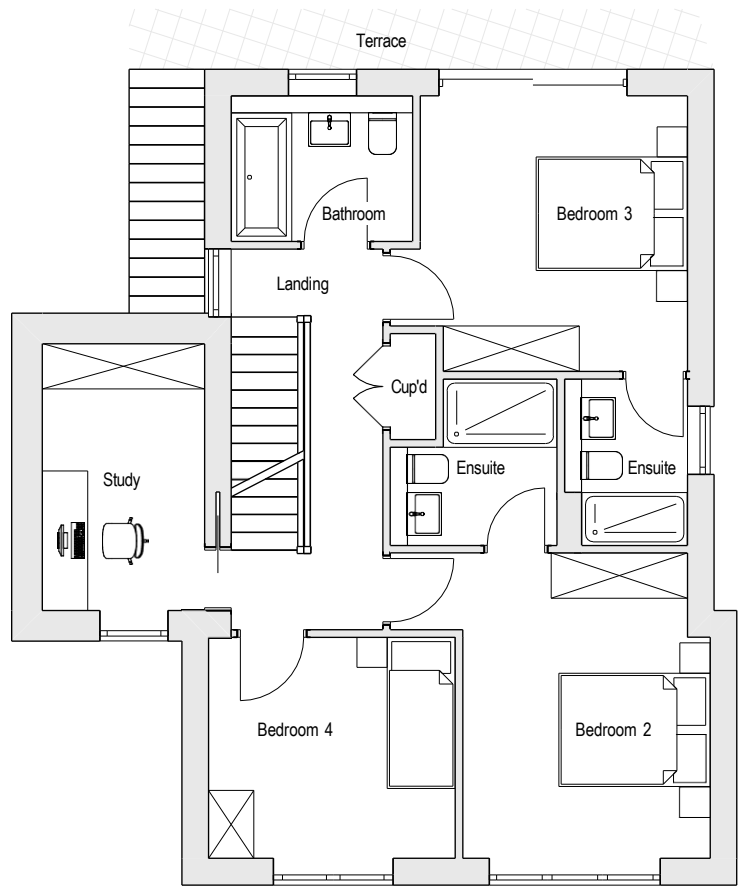 Terrace
Bathroom
Bedroom 3
Landing
Cup'd
Study
Ensuite
Ensuite
Bedroom 4
Bedroom 2